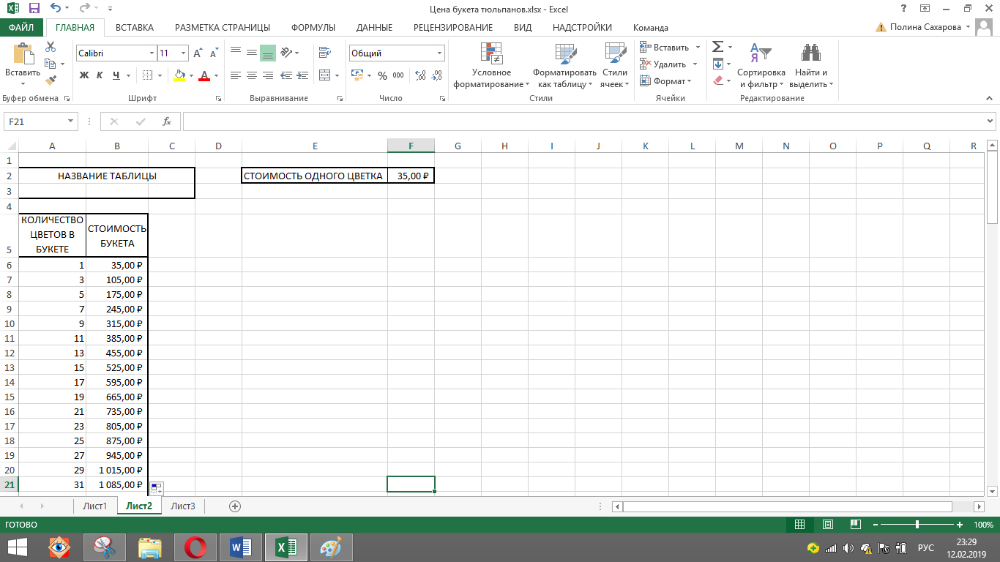 Цена букета тюльпанов.xlsx - Excel
ФАЙЛ ГЛАВНАЯ ВСТАВКА РАЗМЕТКА СТРАНИЦЫ ФОРМУЛЫ ДАННЫЕ РЕЦЕНЗИРОВАНИЕ ВИД НАДСТРОЙКИ Команда Полина Сахарова
Вставить
Calibri 11
Ж К Ч
Общий
% 000
Условное форматирование
Форматировать как таблицу
Стили ячеек
Вставить
Удалить
Формат
Сортировка и фильтр
Найти и выделить
Буфер обмена Шрифт Выравнивание Число Стили Ячейки Редактирование
F21 fx
A B C D E F G H I J K L M N O P Q R
1
2 НАЗВАНИЕ ТАБЛИЦЫ СТОИМОСТЬ ОДНОГО ЦВЕТКА 35,00 ₽
3
4
5 КОЛИЧЕСТВО ЦВЕТОВ В БУКЕТЕ СТОИМОСТЬ БУКЕТА
6 1 35,00 ₽
7 3 105,00 ₽
8 5 175,00 ₽
9 7 245,00 ₽
10 9 315,00 ₽
11 11 385,00 ₽
12 13 455,00 ₽
13 15 525,00 ₽
14 17 595,00 ₽
15 19 665,00 ₽
16 21 735,00 ₽
17 23 805,00 ₽
18 25 875,00 ₽
19 27 945,00 ₽
20 29 1 015,00 ₽
21 31 1 085,00 ₽
Лист1 Лист2 Лист3
ГОТОВО 100%
РУС 23:29
12.02.2019